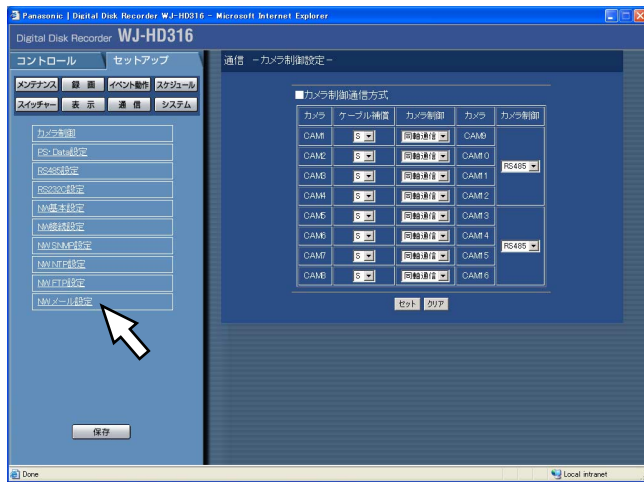 Panasonic | Digital Disk Recorder WJ-HD316 - Microsoft Internet Explorer
Digital Disk Recorder WJ-HD316
コントロール セットアップ
メンテナンス 録 画 イベント動作 スケジュール
スイッチャー 表 示 通 信 システム
カメラ制御
PS・Data設定
RS485設定
RS232C設定
NW基本設定
NW接続設定
NW SNMP設定
NW NTP設定
NW FTP設定
NWメール設定
保存
通信 －カメラ制御設定－
■カメラ制御通信方式
カメラ ケーブル補償 カメラ制御 カメラ カメラ制御
CAM1 S 同軸通信 CAM9 RS485
CAM2 S 同軸通信 CAM10
CAM3 S 同軸通信 CAM11
CAM4 S 同軸通信 CAM12
CAM5 S 同軸通信 CAM13 RS485
CAM6 S 同軸通信 CAM14
CAM7 S 同軸通信 CAM15
CAM8 S 同軸通信 CAM16
セット クリア
Done Local intranet